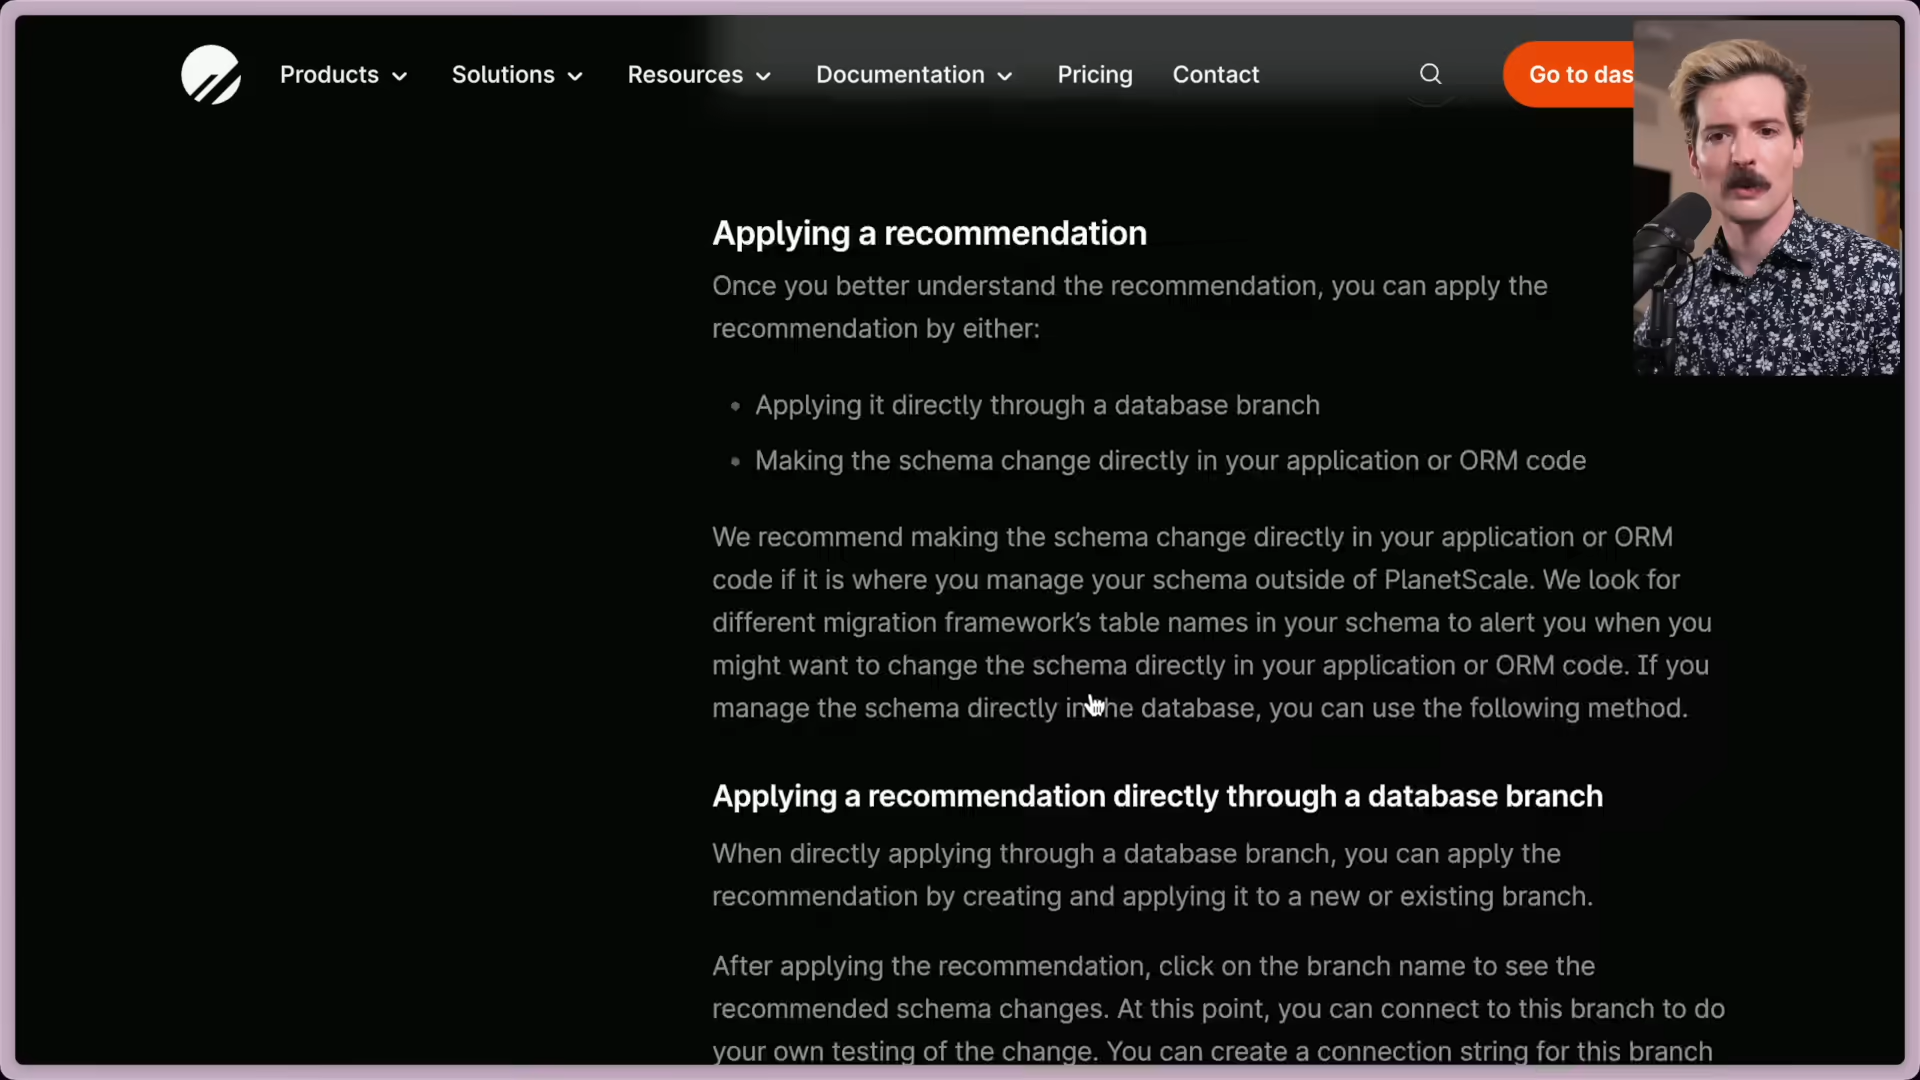 Products
Solutions
Resources
Documentation
Pricing
Contact
Go to das
Applying a recommendation
Once you better understand the recommendation, you can apply the
recommendation by either:
• Applying it directly through a database branch
• Making the schema change directly in your application or ORM code
We recommend making the schema change directly in your application or ORM
code if it is where you manage your schema outside of PlanetScale. We look for
different migration framework’s table names in your schema to alert you when you
might want to change the schema directly in your application or ORM code. If you
manage the schema directly in the database, you can use the following method.
Applying a recommendation directly through a database branch
When directly applying through a database branch, you can apply the
recommendation by creating and applying it to a new or existing branch.
After applying the recommendation, click on the branch name to see the
recommended schema changes. At this point, you can connect to this branch to do
your own testing of the change. You can create a connection string for this branch